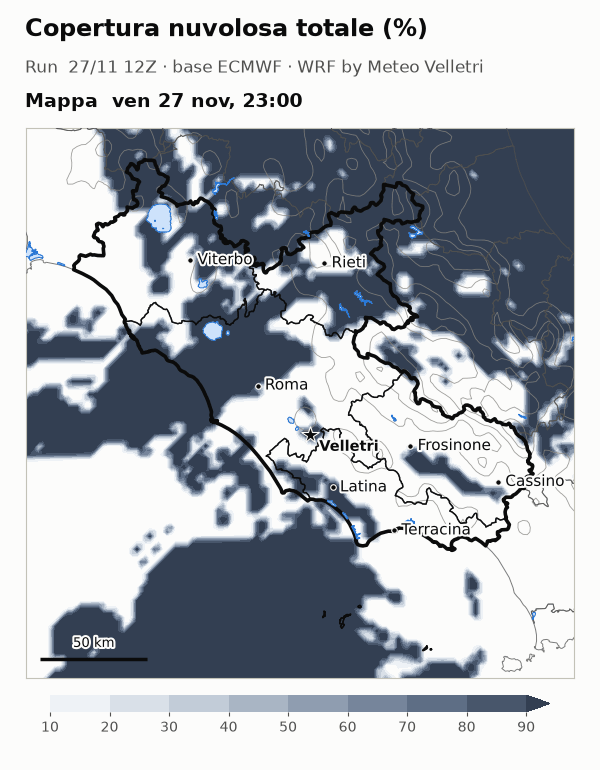 Copertura nuvolosa totale (%)
Run  27/11 12Z · base ECMWF · WRF by Meteo Velletri
Mappa  ven 27 nov, 23:00
Viterbo
Rieti
Roma
Velletri
Frosinone
Cassino
Latina
Terracina
50 km
10 20 30 40 50 60 70 80 90